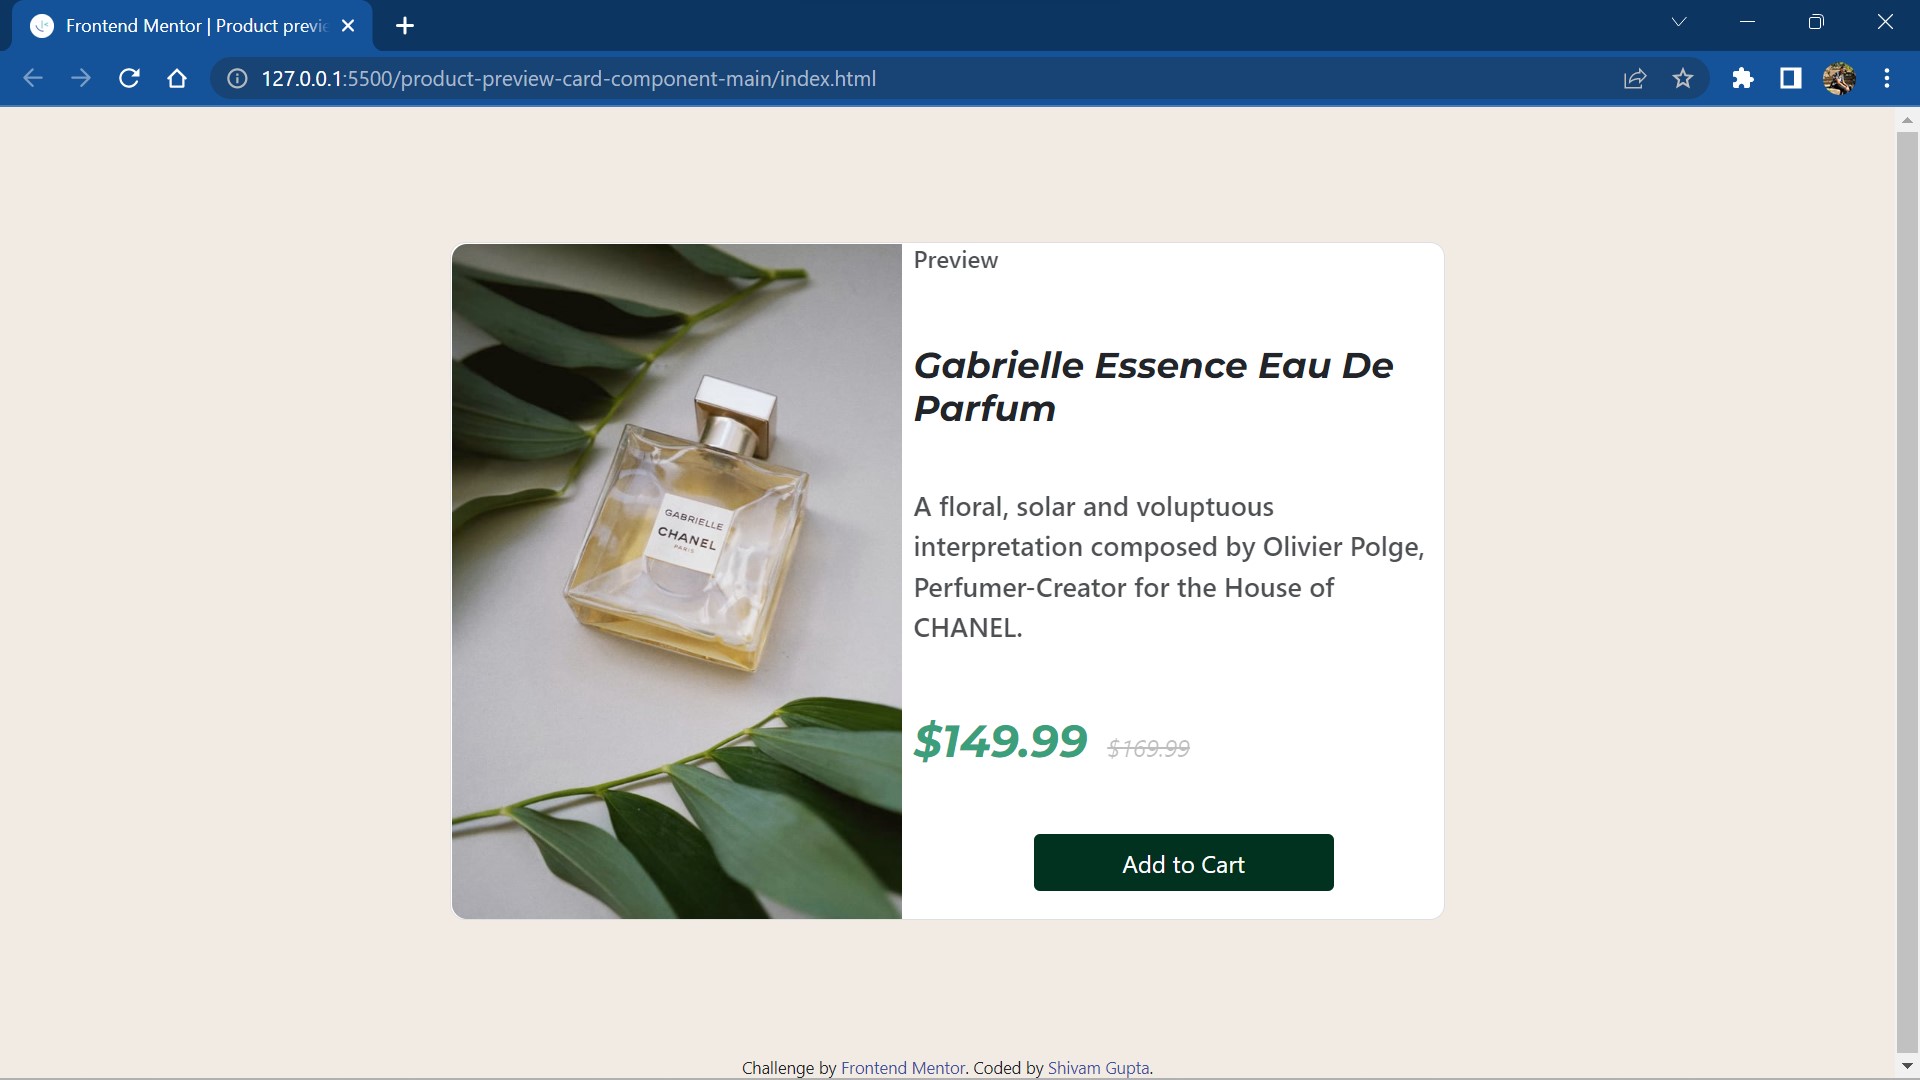 Frontend Mentor | Product previe
127.0.0.1:5500/product-preview-card-component-main/index.html
Preview
Gabrielle Essence Eau De
Parfum
GABRIELLE
CHANEL
PARIS
A floral, solar and voluptuous
interpretation composed by Olivier Polge,
Perfumer-Creator for the House of
CHANEL.
$149.99 $169.99
Add to Cart
Challenge by Frontend Mentor. Coded by Shivam Gupta.